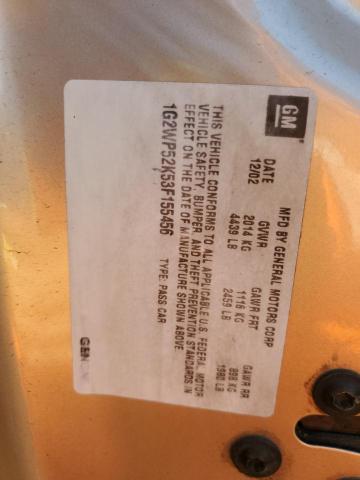 GM
MFD BY GENERAL MOTORS CORP
DATE GVWR GAWR FRT GAWR RR
12/02 2014 KG 1116 KG 898 KG
4439 LB 2459 LB 1980 LB
THIS VEHICLE CONFORMS TO ALL APPLICABLE U.S. FEDERAL MOTOR
VEHICLE SAFETY, BUMPER AND THEFT PREVENTION STANDARDS IN
EFFECT ON THE DATE OF MANUFACTURE SHOWN ABOVE
1G2WP52K53F155456 TYPE: PASS CAR